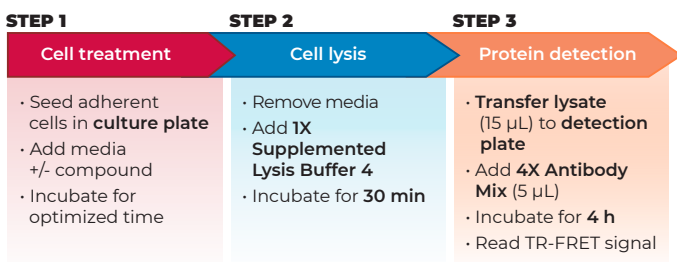 STEP 1
Cell treatment
· Seed adherent
cells in culture plate
· Add media
+/- compound
· Incubate for
optimized time
STEP 2
Cell lysis
· Remove media
· Add 1X
Supplemented
Lysis Buffer 4
· Incubate for 30 min
STEP 3
Protein detection
· Transfer lysate
(15 µL) to detection
plate
· Add 4X Antibody
Mix (5 µL)
· Incubate for 4 h
· Read TR-FRET signal